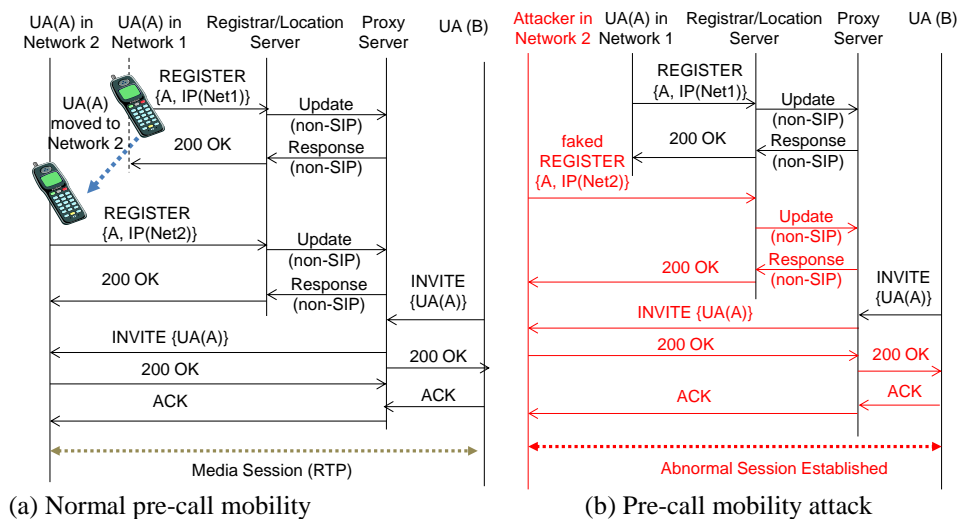 UA(A) in
Network 2
UA(A) in
Network 1
Registrar/Location
Server
Proxy
Server
UA (B)
REGISTER
{A, IP(Net1)}
UA(A)
moved to
Network 2
Update
(non-SIP)
200 OK
Response
(non-SIP)
REGISTER
{A, IP(Net2)}
Update
(non-SIP)
200 OK
Response
(non-SIP)
INVITE
{UA(A)}
INVITE {UA(A)}
200 OK
200 OK
ACK
ACK
Media Session (RTP)
(a) Normal pre-call mobility
Attacker in
Network 2
UA(A) in
Network 1
Registrar/Location
Server
Proxy
Server
UA (B)
REGISTER
{A, IP(Net1)}
Update
(non-SIP)
200 OK
Response
(non-SIP)
faked
REGISTER
{A, IP(Net2)}
Update
(non-SIP)
200 OK
Response
(non-SIP)
INVITE
{UA(A)}
INVITE {UA(A)}
200 OK
200 OK
ACK
ACK
Abnormal Session Established
(b) Pre-call mobility attack